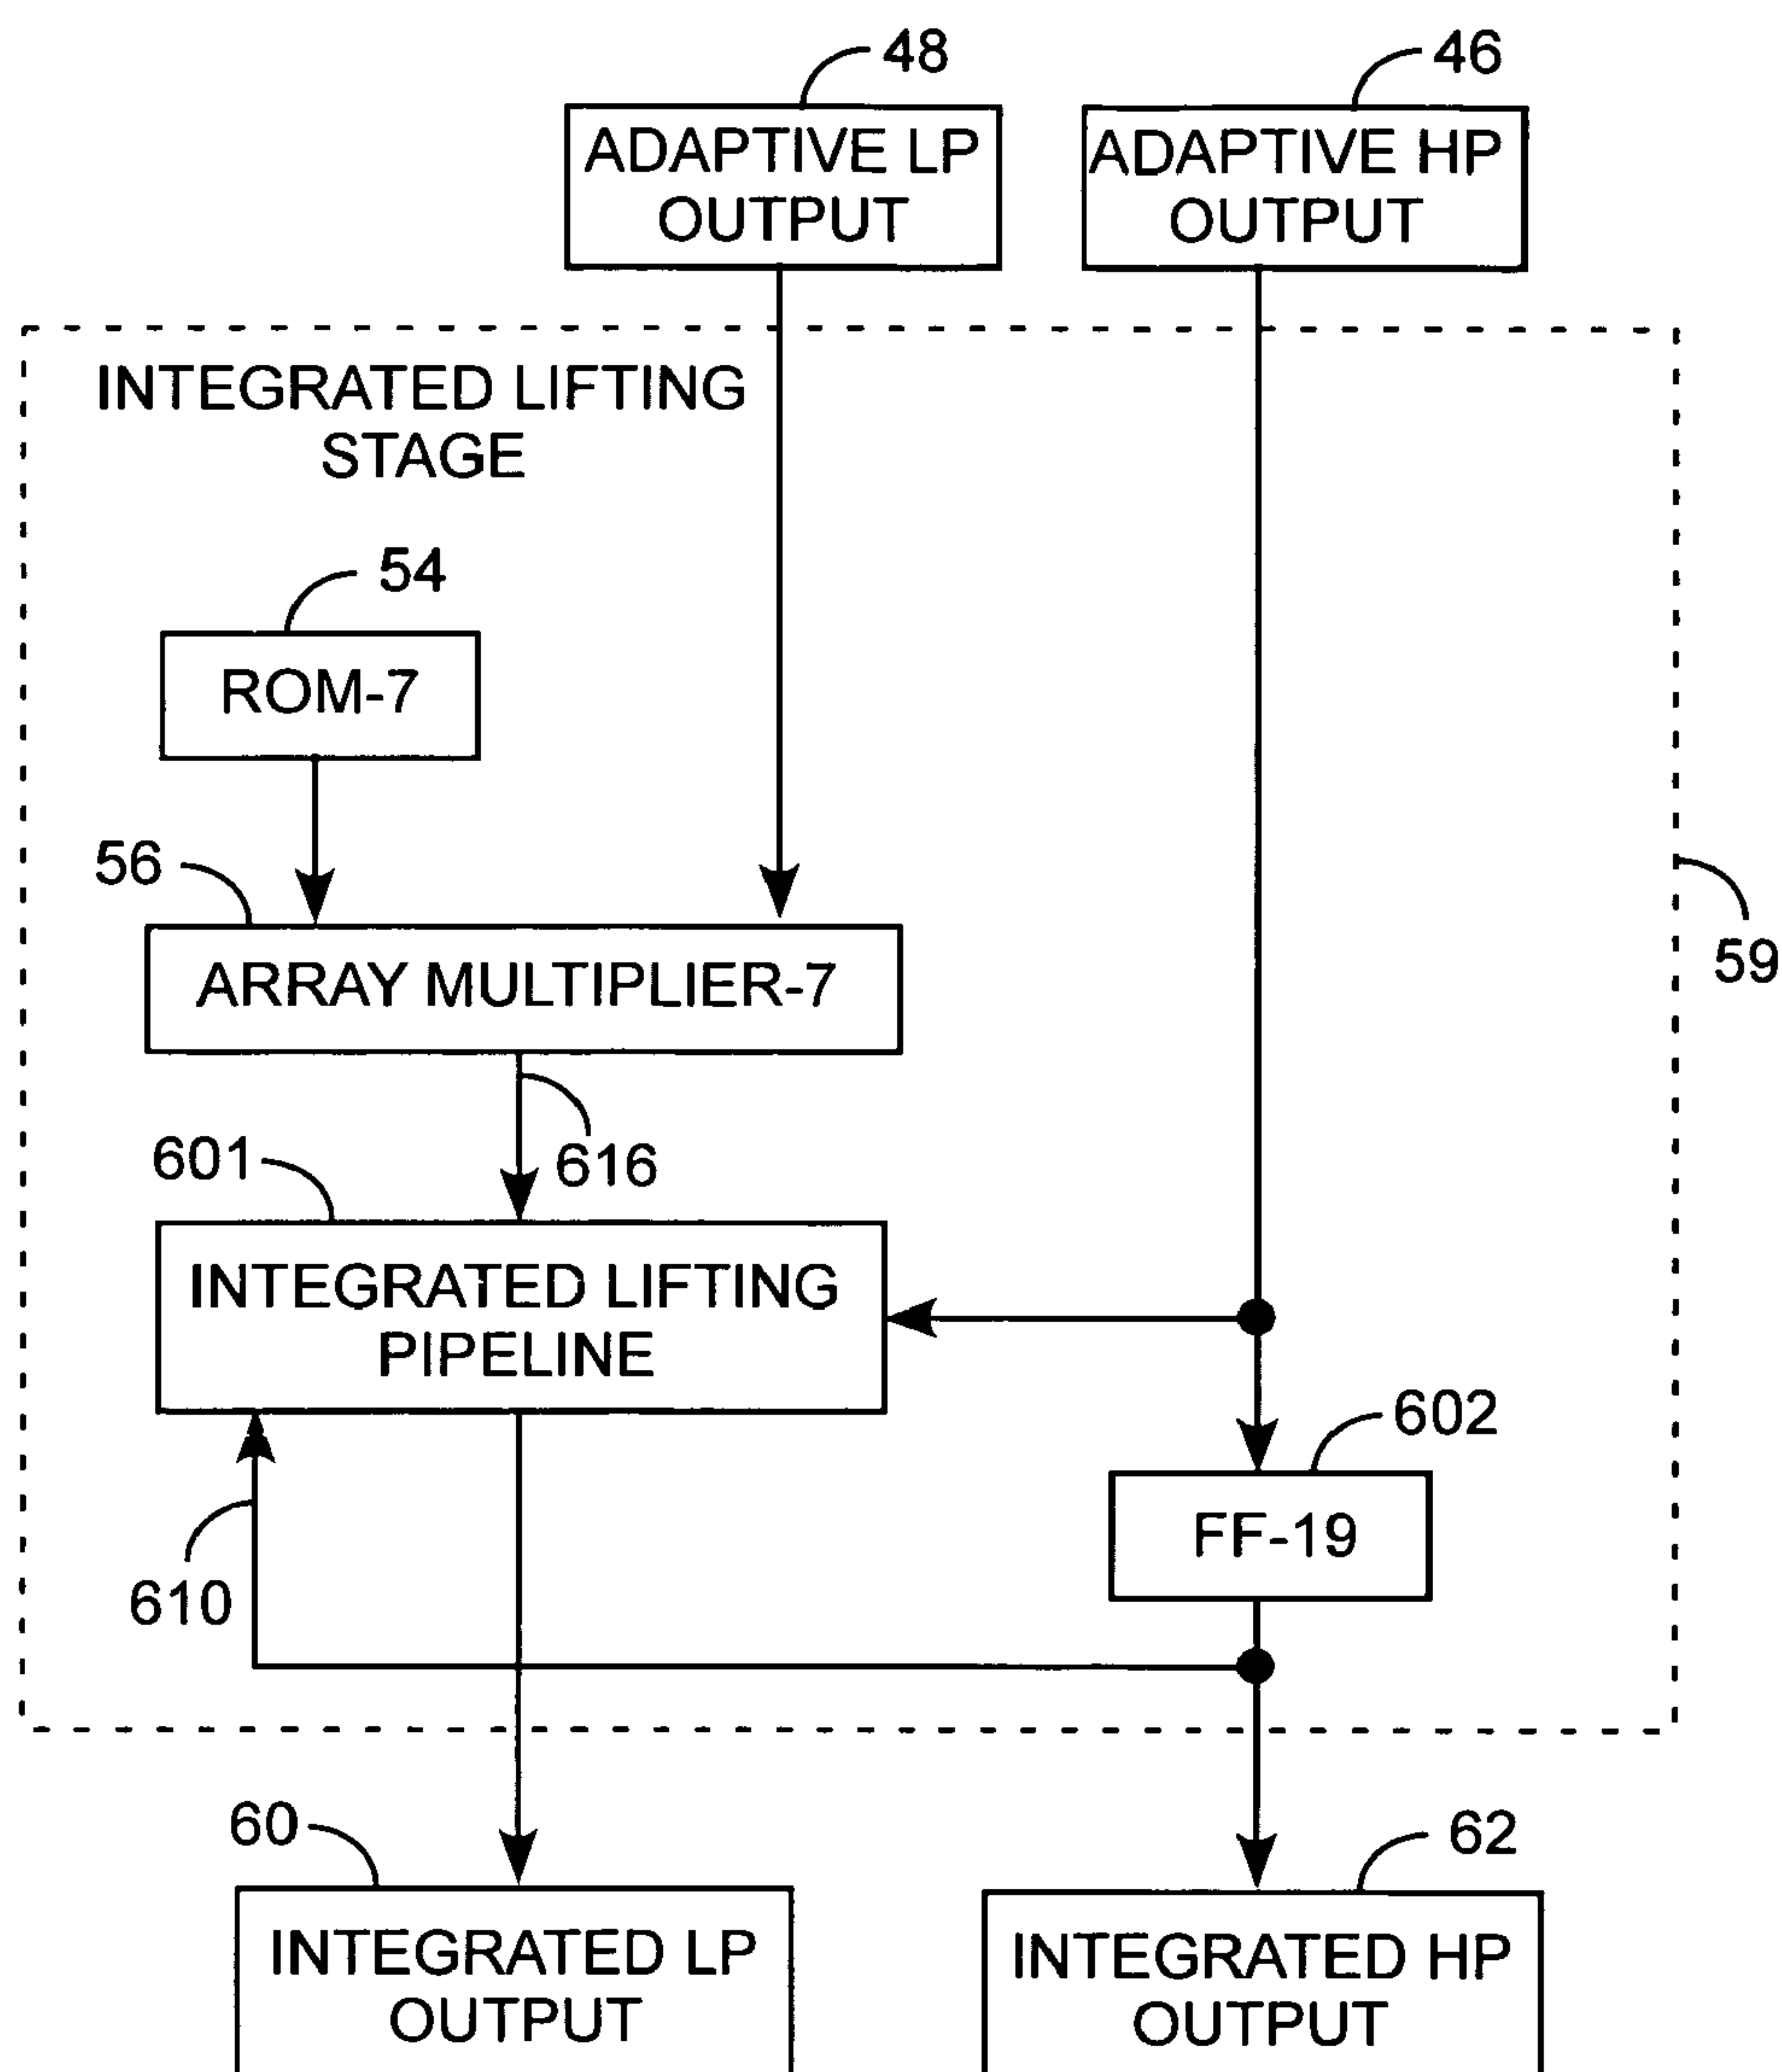 48
46
ADAPTIVE LP
OUTPUT
ADAPTIVE HP
OUTPUT
INTEGRATED LIFTING
STAGE
54
ROM-7
56
59
ARRAY MULTIPLIER-7
601
616
INTEGRATED LIFTING
PIPELINE
602
FF-19
610
60
62
INTEGRATED LP
OUTPUT
INTEGRATED HP
OUTPUT